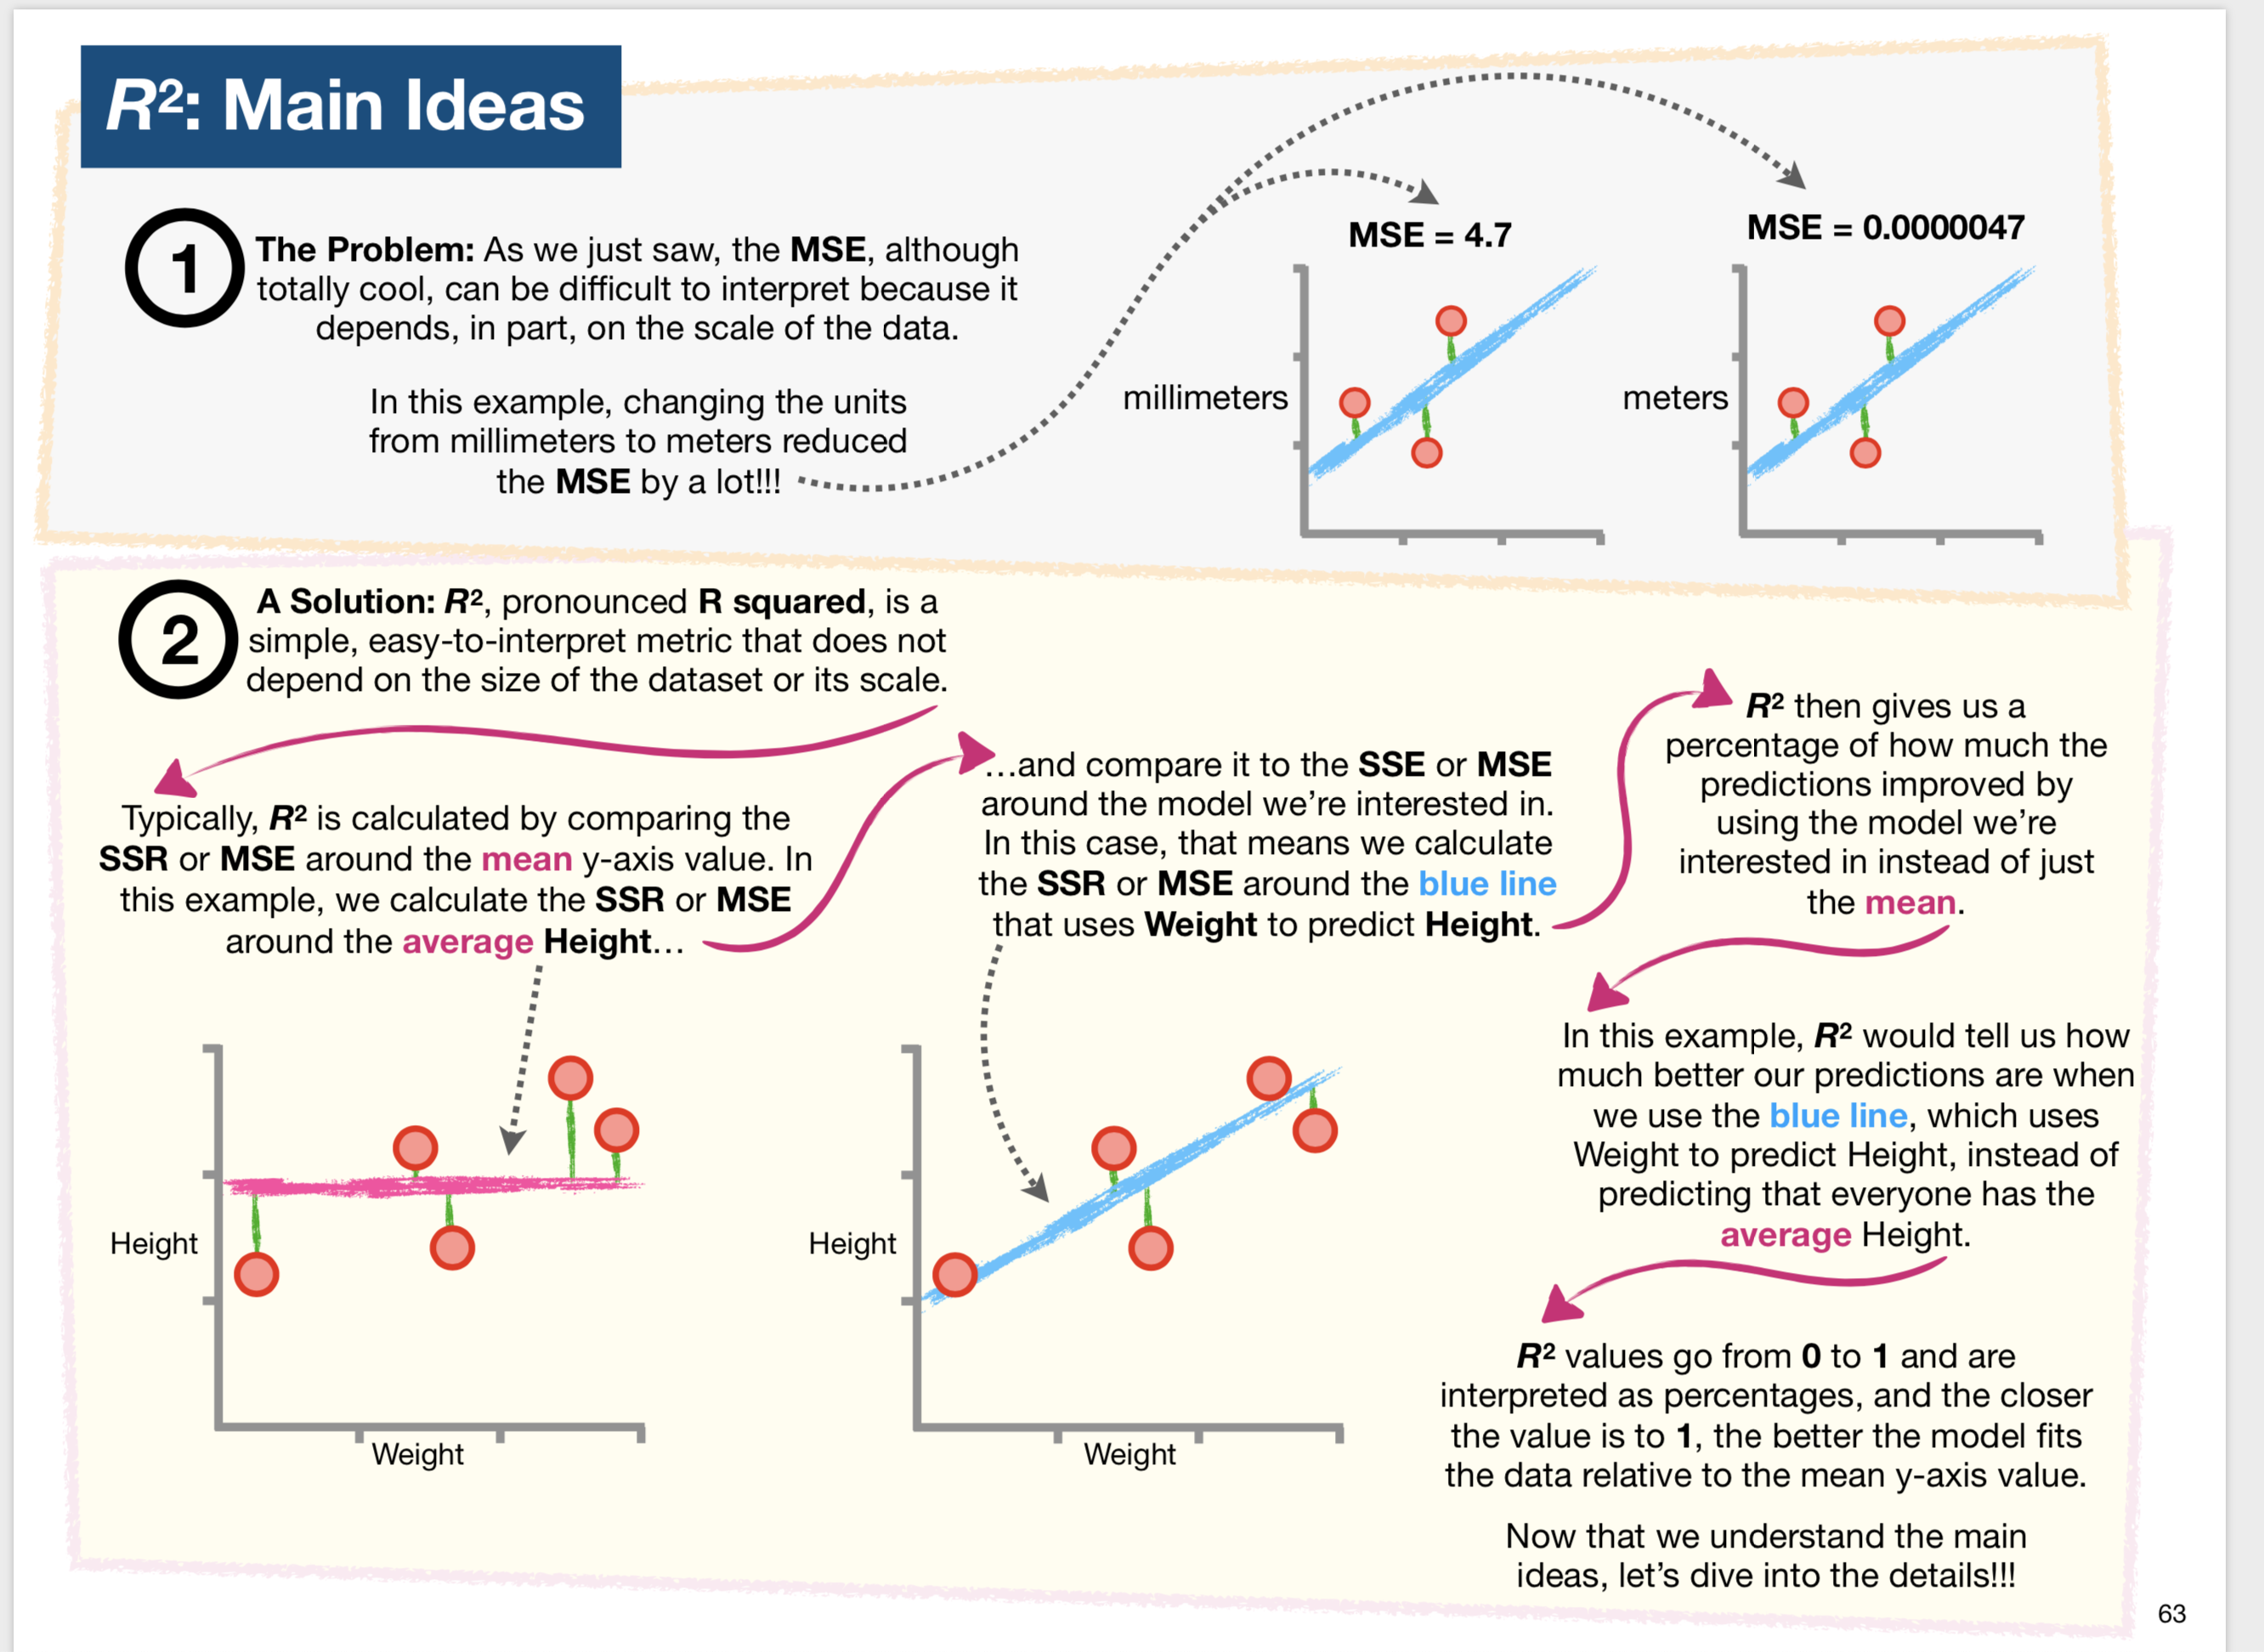 R²: Main Ideas
1
The Problem: As we just saw, the MSE, although
totally cool, can be difficult to interpret because it
depends, in part, on the scale of the data.
In this example, changing the units
from millimeters to meters reduced
the MSE by a lot!!!
MSE = 4.7
millimeters
MSE = 0.0000047
meters
2
A Solution: R², pronounced R squared, is a
simple, easy-to-interpret metric that does not
depend on the size of the dataset or its scale.
Typically, R² is calculated by comparing the
SSR or MSE around the mean y-axis value. In
this example, we calculate the SSR or MSE
around the average Height…
Height
Weight
…and compare it to the SSE or MSE
around the model we’re interested in.
In this case, that means we calculate
the SSR or MSE around the blue line
that uses Weight to predict Height.
Height
Weight
R² then gives us a
percentage of how much the
predictions improved by
using the model we’re
interested in instead of just
the mean.
In this example, R² would tell us how
much better our predictions are when
we use the blue line, which uses
Weight to predict Height, instead of
predicting that everyone has the
average Height.
R² values go from 0 to 1 and are
interpreted as percentages, and the closer
the value is to 1, the better the model fits
the data relative to the mean y-axis value.
Now that we understand the main
ideas, let’s dive into the details!!!
63